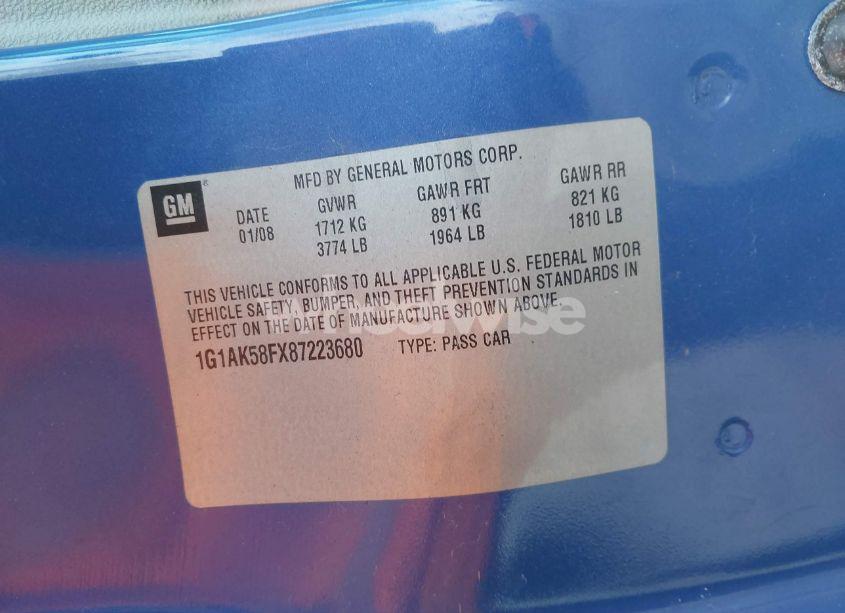 MFD BY GENERAL MOTORS CORP.
GM ®
DATE GVWR GAWR FRT GAWR RR
01/08 1712 KG 891 KG 821 KG
3774 LB 1964 LB 1810 LB
THIS VEHICLE CONFORMS TO ALL APPLICABLE U.S. FEDERAL MOTOR
VEHICLE SAFETY, BUMPER, AND THEFT PREVENTION STANDARDS IN
EFFECT ON THE DATE OF MANUFACTURE SHOWN ABOVE.
1G1AK58FX87223680 TYPE: PASS CAR
wheelwise